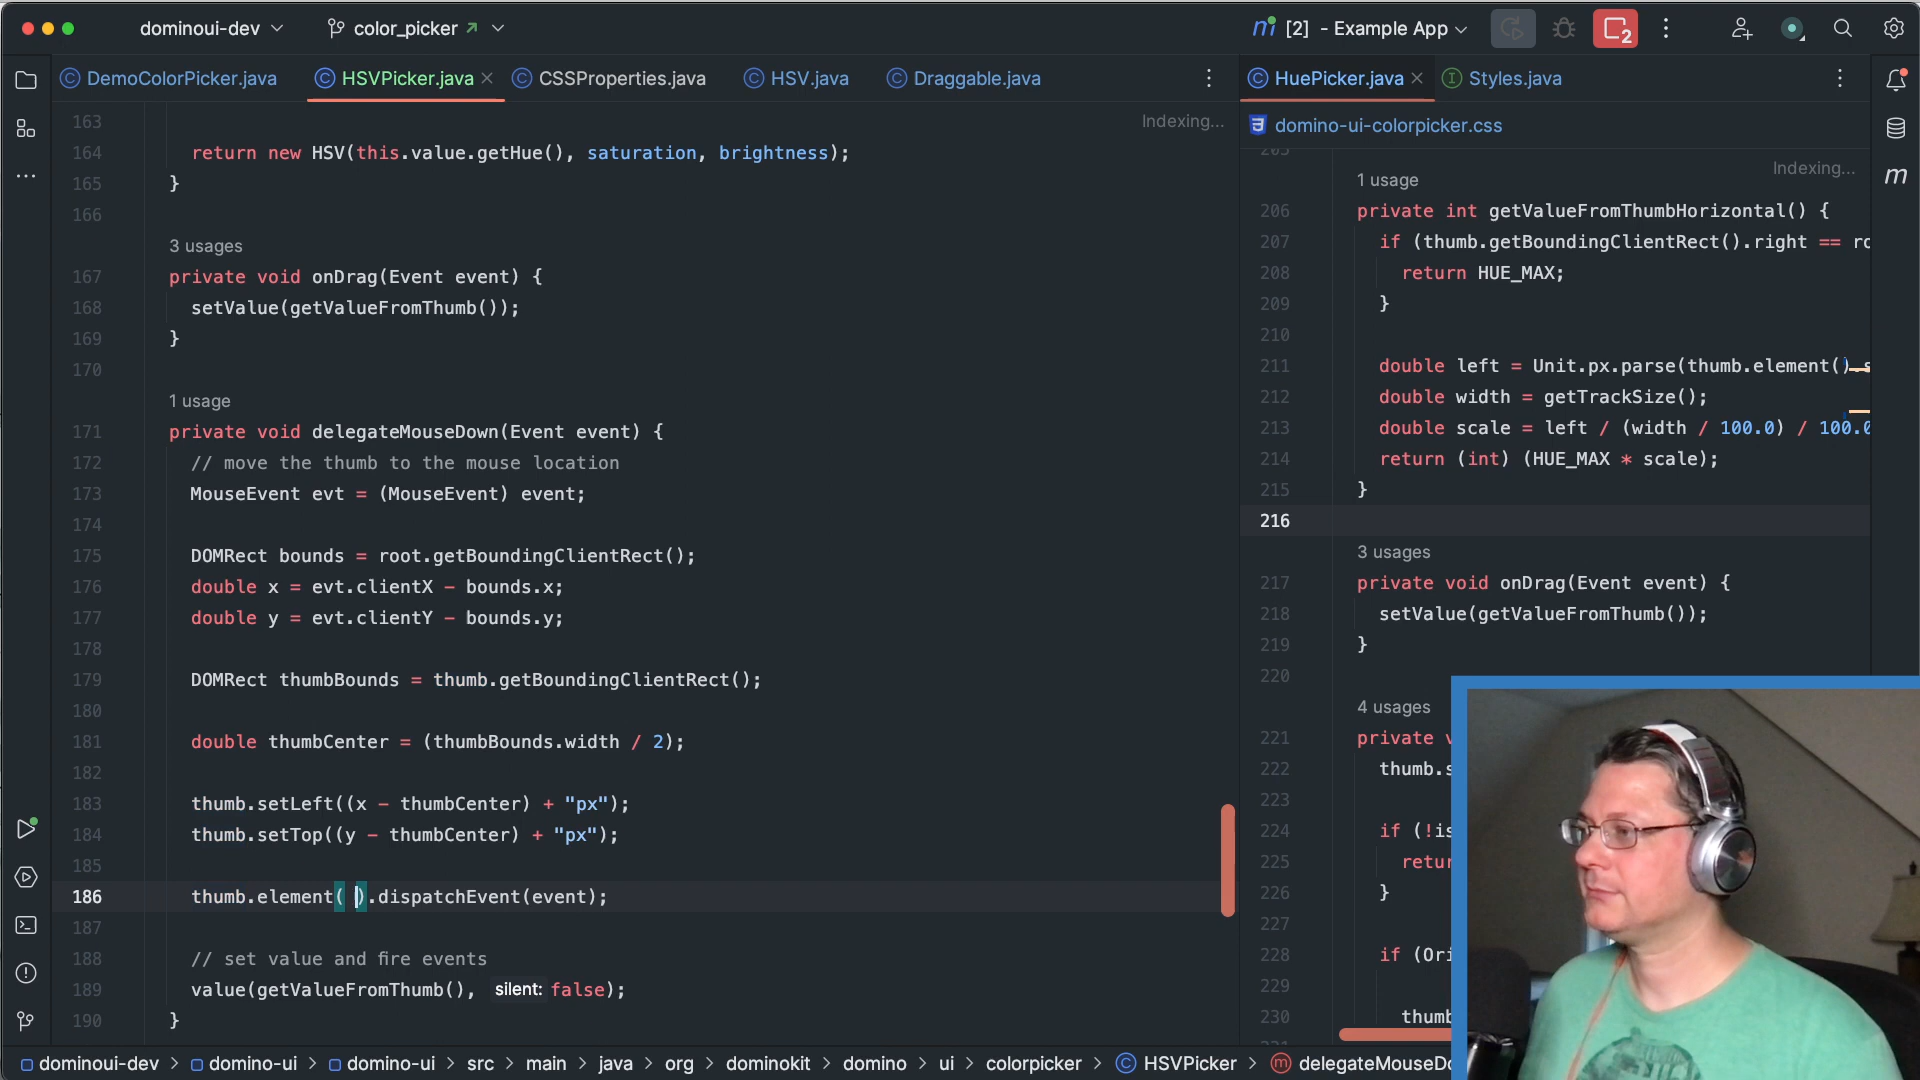 dominoui-dev
color_picker
[2] - Example App
2
DemoColorPicker.java
HSVPicker.java
CSSProperties.java
HSV.java
Draggable.java
HuePicker.java
Styles.java
domino-ui-colorpicker.css
Indexing...
163
164 return new HSV(this.value.getHue(), saturation, brightness);
165 }
166
3 usages
167 private void onDrag(Event event) {
168 setValue(getValueFromThumb());
169 }
170
1 usage
171 private void delegateMouseDown(Event event) {
172 // move the thumb to the mouse location
173 MouseEvent evt = (MouseEvent) event;
174
175 DOMRect bounds = root.getBoundingClientRect();
176 double x = evt.clientX - bounds.x;
177 double y = evt.clientY - bounds.y;
178
179 DOMRect thumbBounds = thumb.getBoundingClientRect();
180
181 double thumbCenter = (thumbBounds.width / 2);
182
183 thumb.setLeft((x - thumbCenter) + "px");
184 thumb.setTop((y - thumbCenter) + "px");
185
186 thumb.element( ).dispatchEvent(event);
187
188 // set value and fire events
189 value(getValueFromThumb(), silent: false);
190 }
Indexing...
1 usage
206 private int getValueFromThumbHorizontal() {
207 if (thumb.getBoundingClientRect().right == ro
208 return HUE_MAX;
209 }
210
211 double left = Unit.px.parse(thumb.element().s
212 double width = getTrackSize();
213 double scale = left / (width / 100.0) / 100.0
214 return (int) (HUE_MAX * scale);
215 }
216
3 usages
217 private void onDrag(Event event) {
218 setValue(getValueFromThumb());
219 }
220
4 usages
221 private v
222 thumb.s
223
224 if (!is
225 retur
226 }
227
228 if (Ori
229
230 thumb
dominoui-dev > domino-ui > domino-ui > src > main > java > org > dominokit > domino > ui > colorpicker > HSVPicker > delegateMouseDo